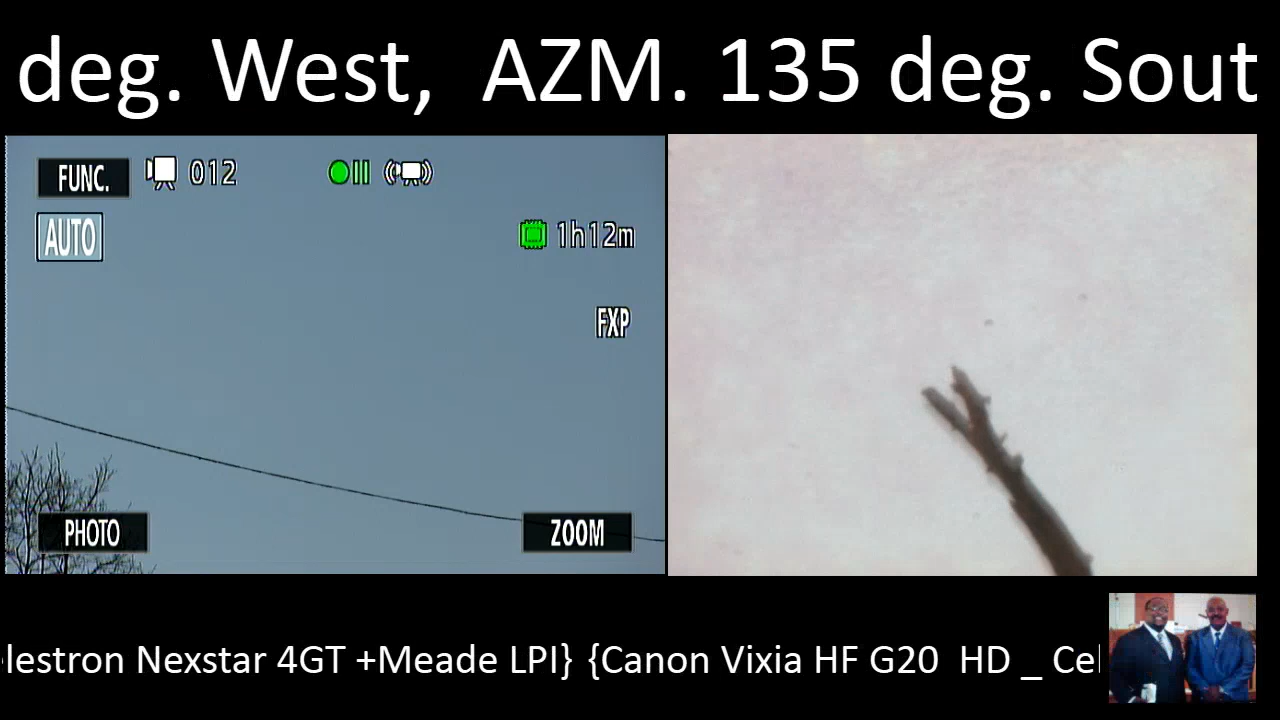 deg. West, AZM. 135 deg. Sout
FUNC. 012
AUTO
1h12m
FXP
PHOTO ZOOM
lestron Nexstar 4GT +Meade LPI} {Canon Vixia HF G20 HD _ Cel